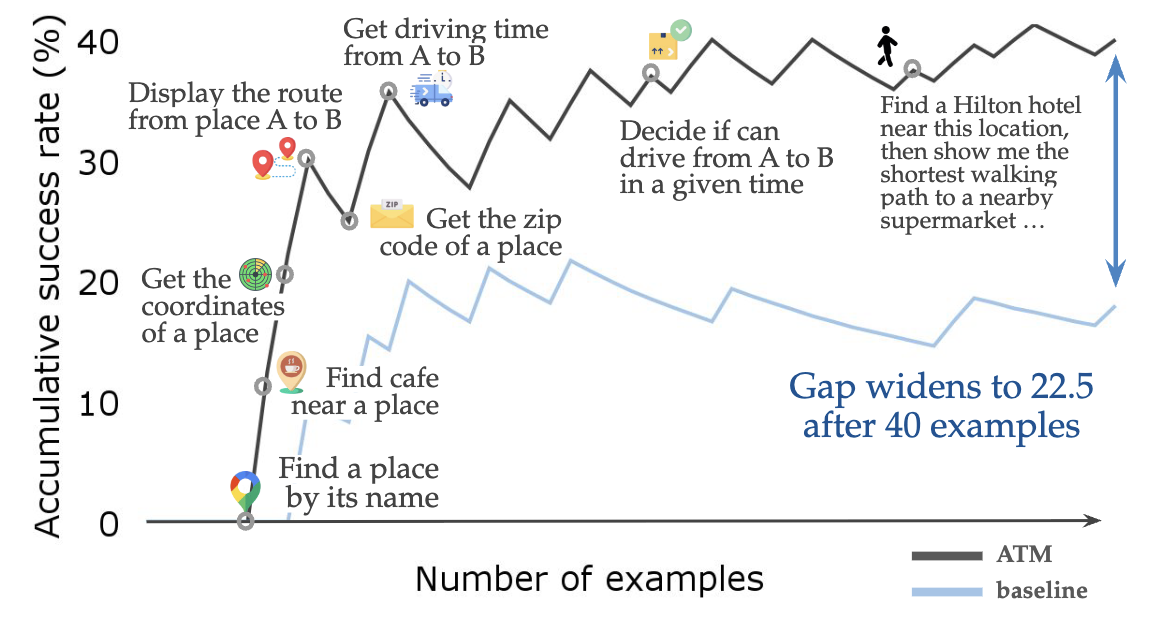 Accumulative success rate (%)
40
30
20
10
0
Get driving time
from A to B
Display the route
from place A to B
ZIP
Get the zip
code of a place
Get the
coordinates
of a place
Find cafe
near a place
Find a place
by its name
Decide if can
drive from A to B
in a given time
Find a Hilton hotel
near this location,
then show me the
shortest walking
path to a nearby
supermarket …
Gap widens to 22.5
after 40 examples
Number of examples
ATM
baseline